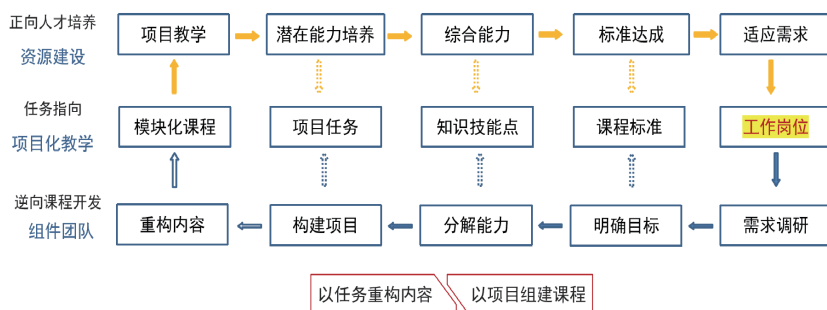 正向人才培养
资源建设
项目教学
潜在能力培养
综合能力
标准达成
适应需求
任务指向
项目化教学
模块化课程
项目任务
知识技能点
课程标准
工作岗位
逆向课程开发
组件团队
重构内容
构建项目
分解能力
明确目标
需求调研
以任务重构内容
以项目组建课程